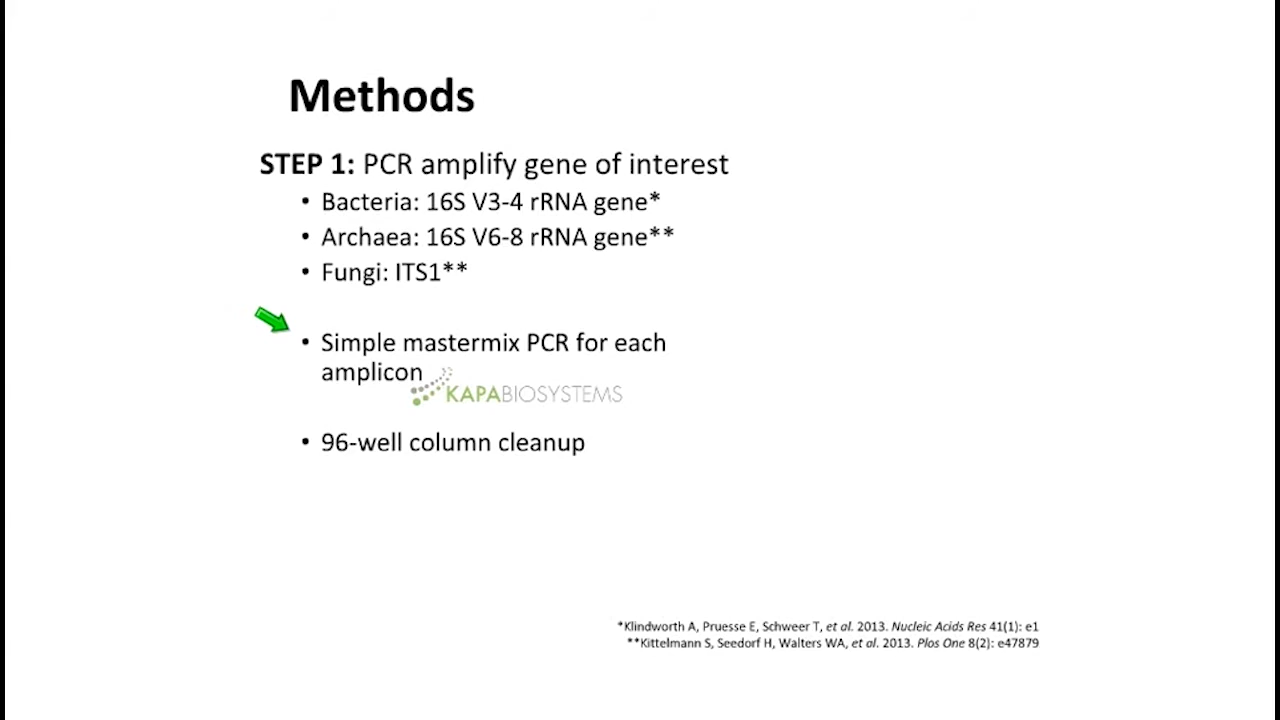 Methods
STEP 1: PCR amplify gene of interest
• Bacteria: 16S V3-4 rRNA gene*
• Archaea: 16S V6-8 rRNA gene**
• Fungi: ITS1**
• Simple mastermix PCR for each
amplicon
KAPABIOSYSTEMS
• 96-well column cleanup
*Klindworth A, Pruesse E, Schweer T, et al. 2013. Nucleic Acids Res 41(1): e1
**Kittelmann S, Seedorf H, Walters WA, et al. 2013. Plos One 8(2): e47879